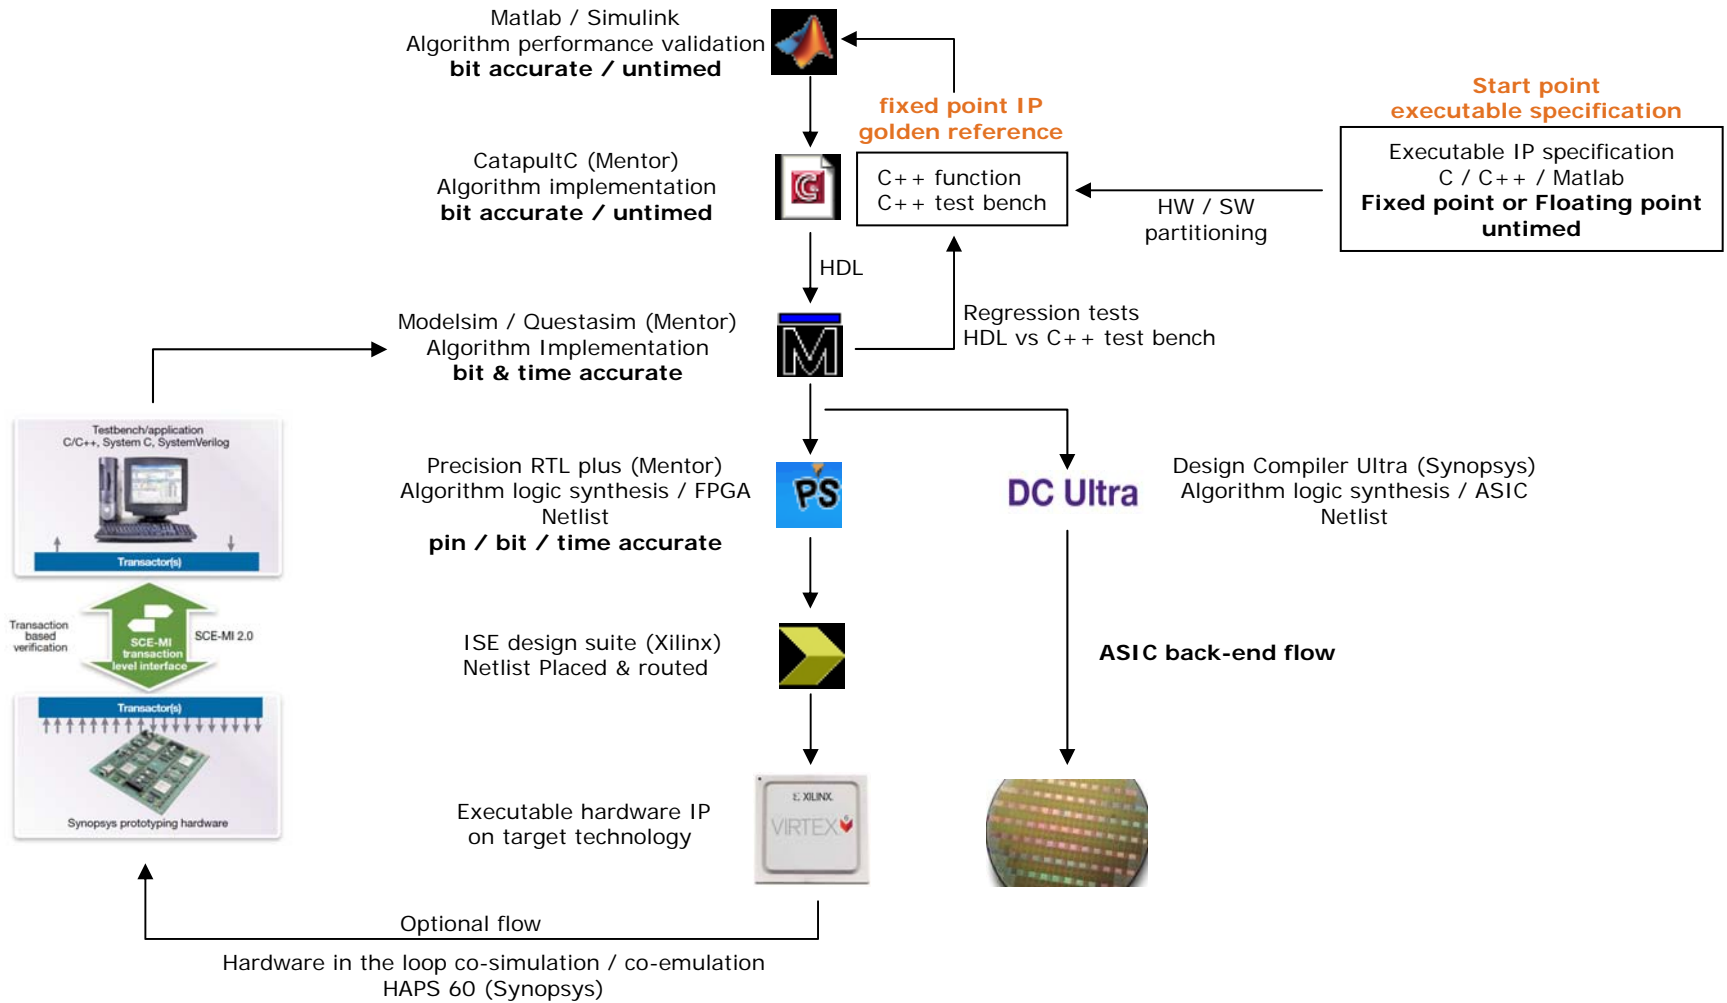 Matlab / Simulink
Algorithm performance validation
bit accurate / untimed
fixed point IP
golden reference
Start point
executable specification
CatapultC (Mentor)
Algorithm implementation
bit accurate / untimed
C
C++ function
C++ test bench
HW / SW
partitioning
Executable IP specification
C / C++ / Matlab
Fixed point or Floating point
untimed
HDL
Modelsim / Questasim (Mentor)
Algorithm Implementation
bit & time accurate
M
Regression tests
HDL vs C++ test bench
Testbench/application
C/C++, System C, SystemVerilog
Transactor(s)
Precision RTL plus (Mentor)
Algorithm logic synthesis / FPGA
Netlist
pin / bit / time accurate
PS
DC Ultra
Design Compiler Ultra (Synopsys)
Algorithm logic synthesis / ASIC
Netlist
Transaction
based
verification
SCE-MI
transaction
level interface
SCE-MI 2.0
ISE design suite (Xilinx)
Netlist Placed & routed
ASIC back-end flow
Transactor(s)
Synopsys prototyping hardware
Executable hardware IP
on target technology
XILINX
VIRTEX
6
Optional flow
Hardware in the loop co-simulation / co-emulation
HAPS 60 (Synopsys)